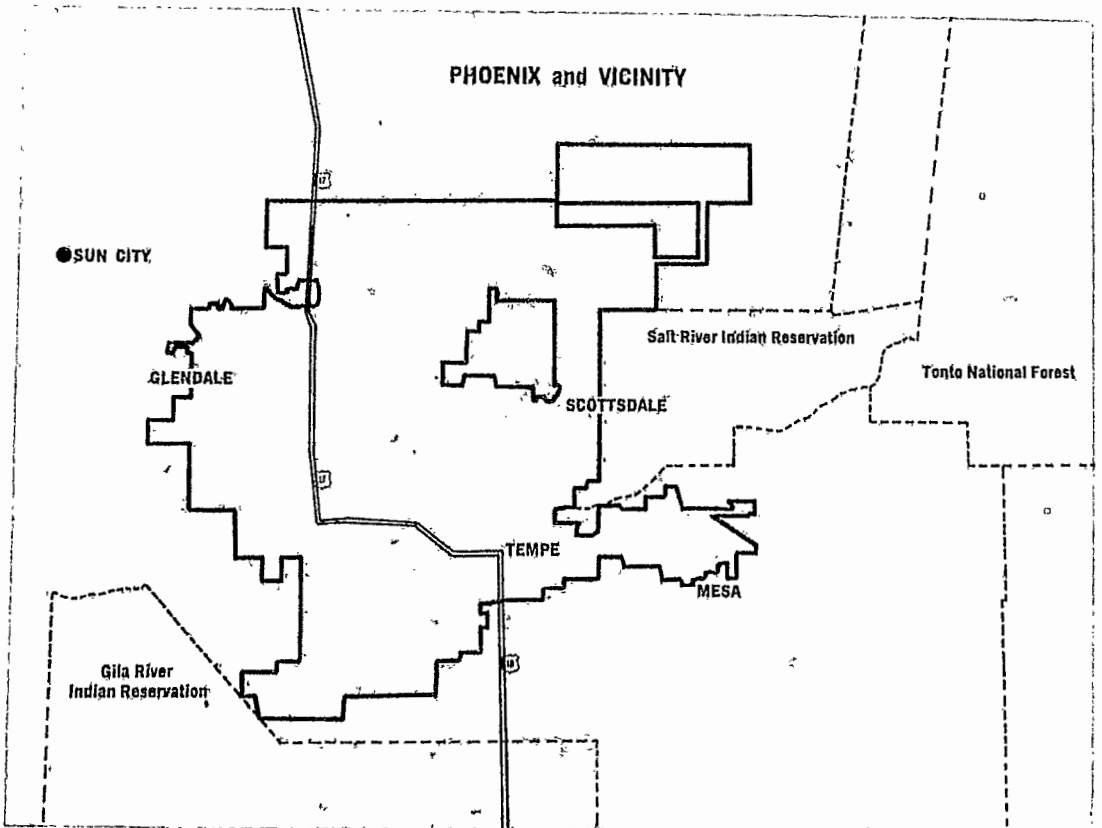 PHOENIX and VICINITY
17
SUN CITY
Salt River Indian Reservation
GLENDALE
Tonto National Forest
SCOTTSDALE
TEMPE
MESA
Gila River
Indian Reservation